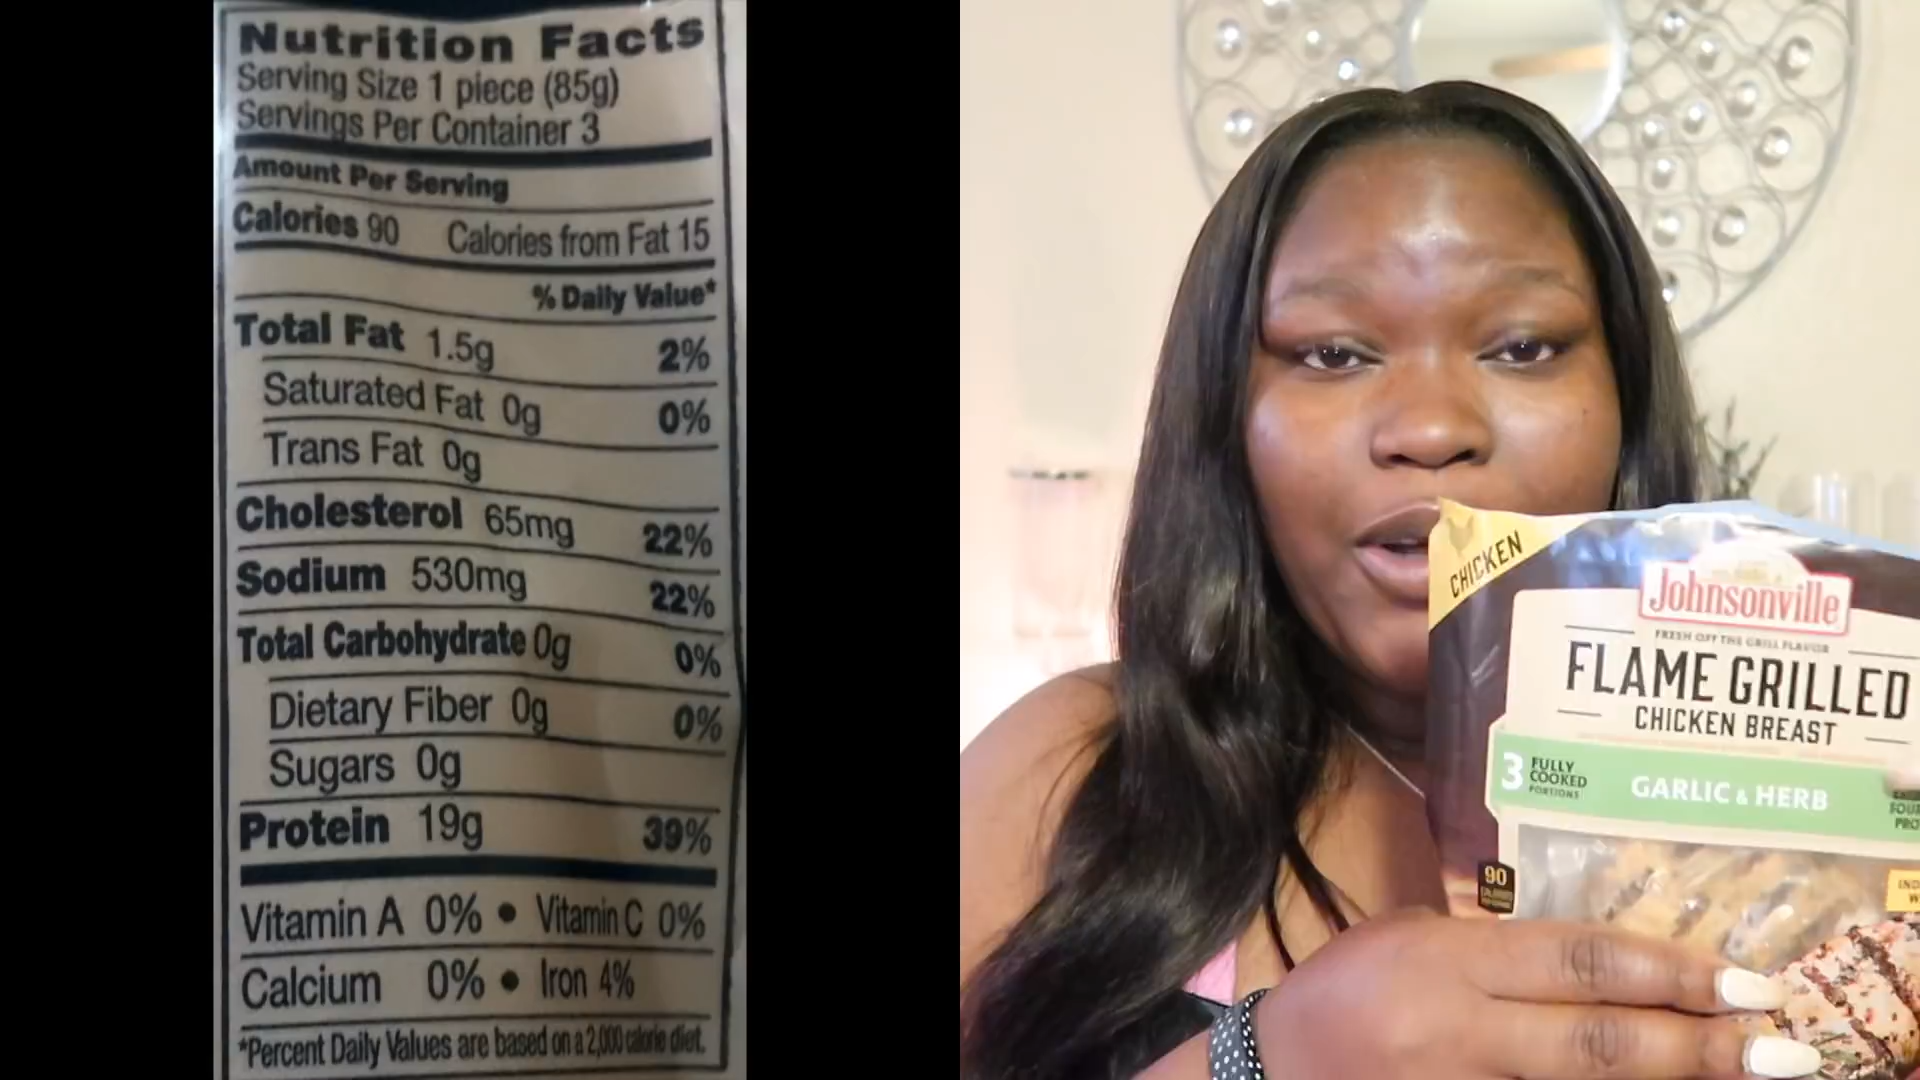 Nutrition Facts
Serving Size 1 piece (85g)
Servings Per Container 3
Amount Per Serving
Calories 90 Calories from Fat 15
% Daily Value*
Total Fat 1.5g 2%
Saturated Fat 0g 0%
Trans Fat 0g
Cholesterol 65mg 22%
Sodium 530mg 22%
Total Carbohydrate 0g 0%
Dietary Fiber 0g 0%
Sugars 0g
Protein 19g 39%
Vitamin A 0% • Vitamin C 0%
Calcium 0% • Iron 4%
*Percent Daily Values are based on a 2,000 calorie diet.
CHICKEN
Johnsonville
FRESH OFF THE GRILL FLAVOR
FLAME GRILLED
CHICKEN BREAST
3 FULLY
COOKED
PORTIONS
GARLIC & HERB
90